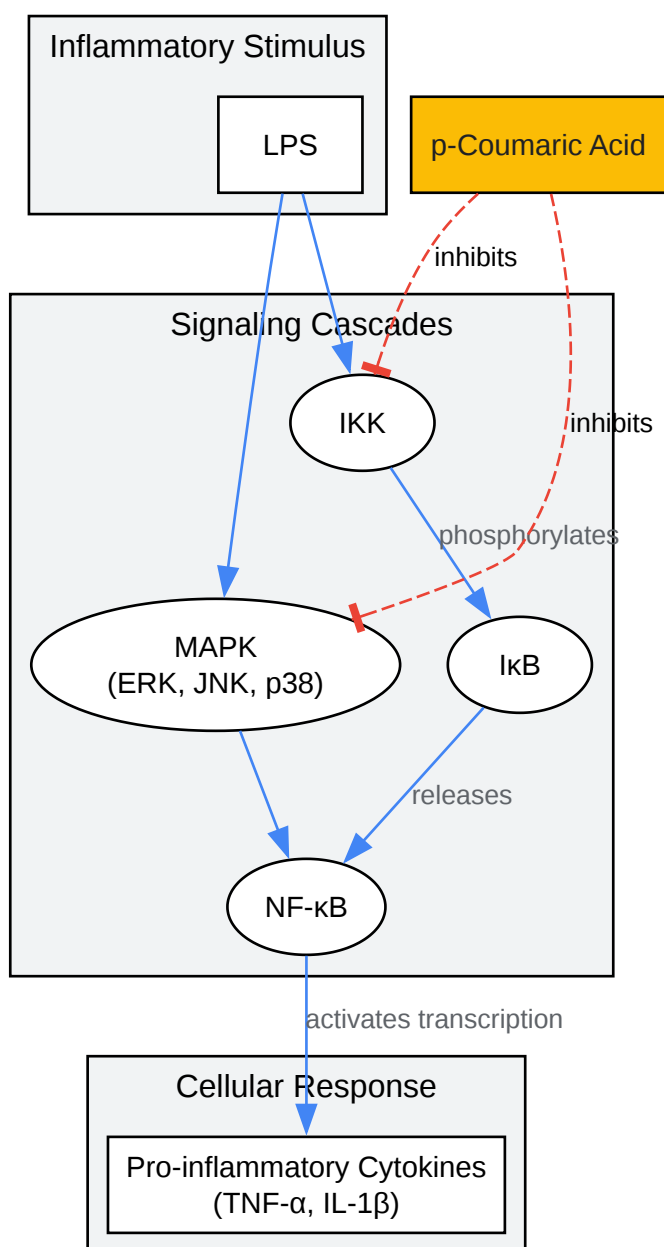 Inflammatory Stimulus
LPS
p-Coumaric Acid
inhibits
Signaling Cascades
IKK
inhibits
phosphorylates
MAPK
(ERK, JNK, p38)
IκB
releases
NF-κB
activates transcription
Cellular Response
Pro-inflammatory Cytokines
(TNF-α, IL-1β)